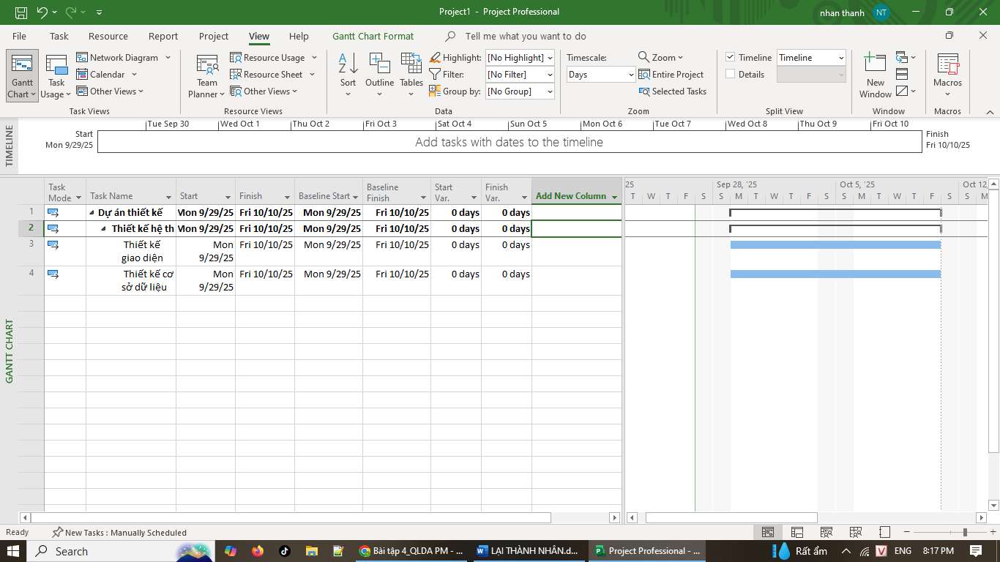 Project1 - Project Professional
nhan thanh NT
File Task Resource Report Project View Help Gantt Chart Format Tell me what you want to do
Gantt Chart
Task Usage
Network Diagram
Calendar
Other Views
Task Views
Team Planner
Resource Usage
Resource Sheet
Other Views
Resource Views
Sort
Outline
Tables
Highlight: [No Highlight]
Filter: [No Filter]
Group by: [No Group]
Data
Timescale:
Days
Zoom
Entire Project
Selected Tasks
Zoom
Timeline Timeline
Details
Split View
New Window
Window
Macros
Macros
TIMELINE
Tue Sep 30 Wed Oct 1 Thu Oct 2 Fri Oct 3 Sat Oct 4 Sun Oct 5 Mon Oct 6 Tue Oct 7 Wed Oct 8 Thu Oct 9 Fri Oct 10
Start
Mon 9/29/25
Add tasks with dates to the timeline
Finish
Fri 10/10/25
GANTT CHART
Task Mode Task Name Start Finish Baseline Start Baseline Finish Start Var. Finish Var. Add New Column
25 Sep 28, '25 Oct 5, '25 Oct 12,
T W T F S S M T W T F S S M T W T F S S M
1 Dự án thiết kế Mon 9/29/25 Fri 10/10/25 Mon 9/29/25 Fri 10/10/25 0 days 0 days
2 Thiết kế hệ th Mon 9/29/25 Fri 10/10/25 Mon 9/29/25 Fri 10/10/25 0 days 0 days
3 Thiết kế Mon Fri 10/10/25 Mon 9/29/25 Fri 10/10/25 0 days 0 days
giao diện 9/29/25
4 Thiết kế cơ Mon Fri 10/10/25 Mon 9/29/25 Fri 10/10/25 0 days 0 days
sở dữ liệu 9/29/25
Ready New Tasks : Manually Scheduled
Search
Bài tập 4_QLDA PM - ...
LẠI THÀNH NHÂN.d...
Project Professional - ...
Rất ẩm
V
ENG
8:17 PM